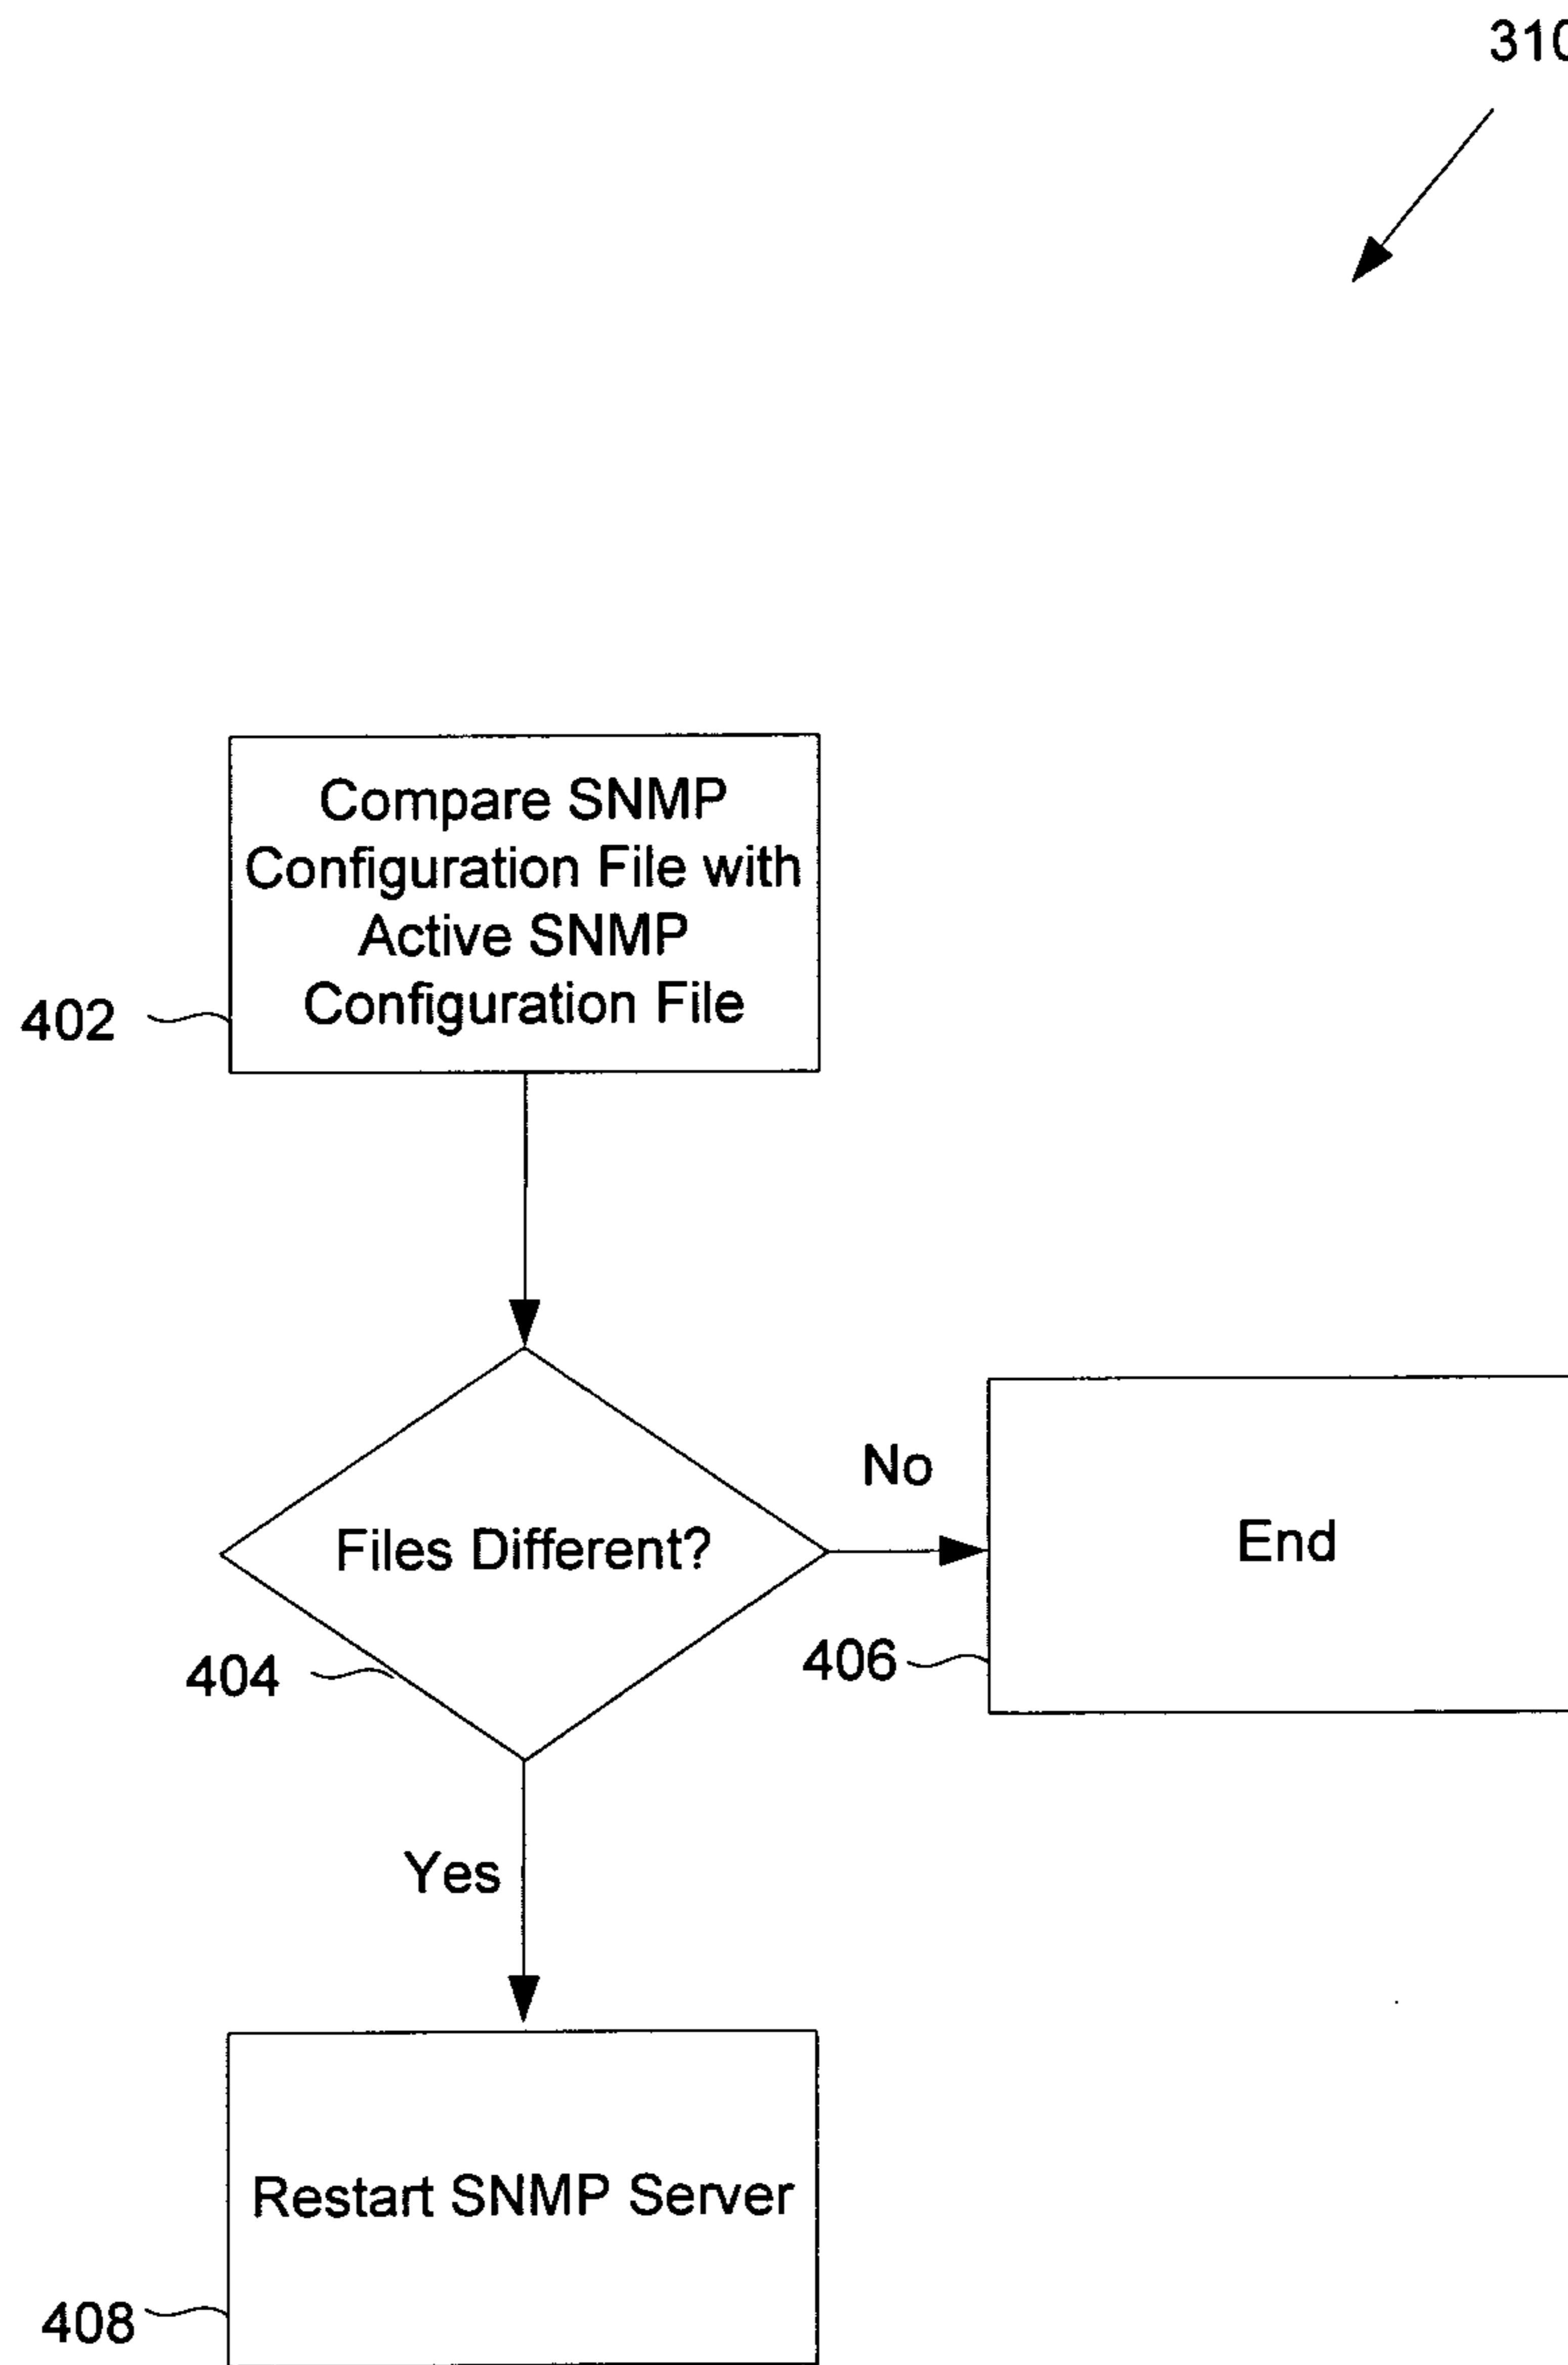 310
Compare SNMP
Configuration File with
Active SNMP
Configuration File
402
Files Different?
No
End
404
406
Yes
Restart SNMP Server
408